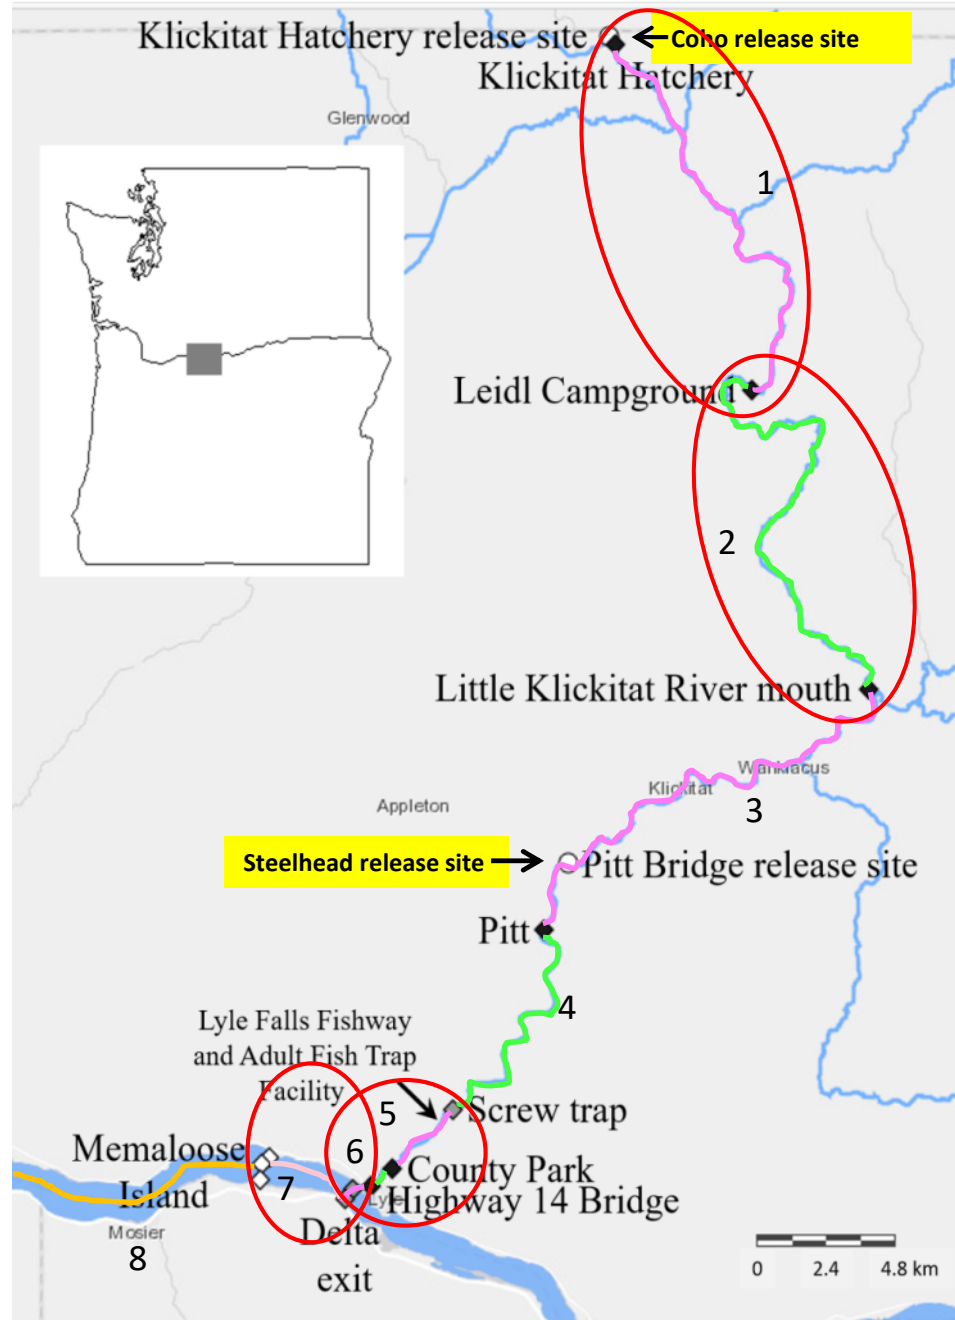 Klickitat Hatchery release site
Coho release site
Klickitat Hatchery
Glenwood
1
Leidl Campground
2
Little Klickitat River mouth
Wahkiacus
Klickitat
3
Appleton
Steelhead release site
Pitt Bridge release site
Pitt
4
Lyle Falls Fishway
and Adult Fish Trap
Facility
5
Screw trap
6
Memaloose
Island
County Park
7
Lyle
Highway 14 Bridge
Mosier
8
Delta
exit
0 2.4 4.8 km